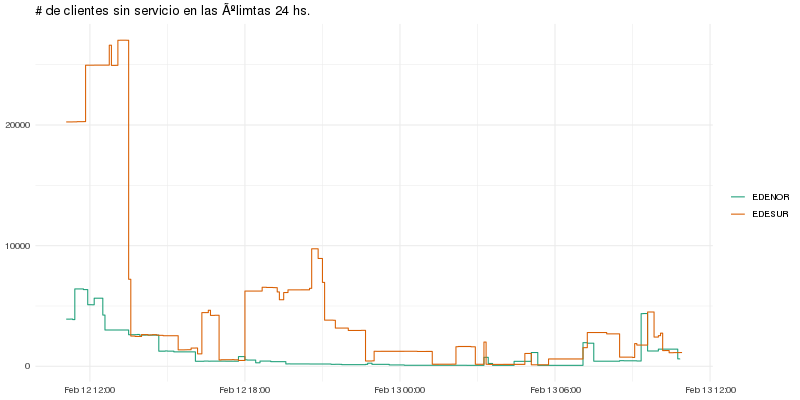 # de clientes sin servicio en las Ãºlimtas 24 hs.
20000
10000
0
Feb 12 12:00
Feb 12 18:00
Feb 13 00:00
Feb 13 06:00
Feb 13 12:00
EDENOR
EDESUR